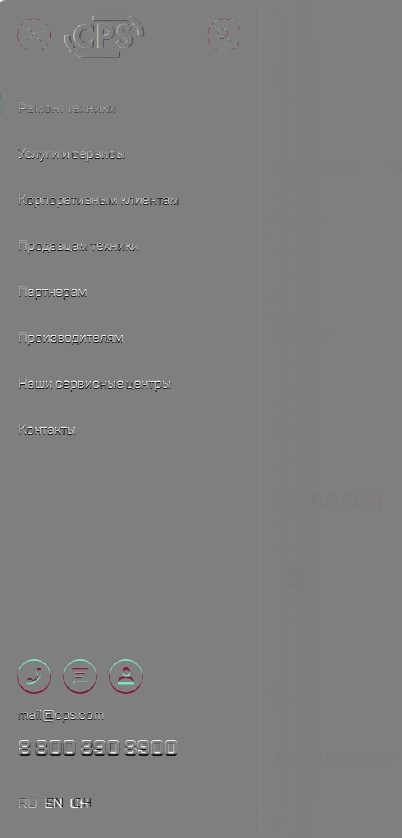 CPS
Ремонт техники
Услуги и сервисы
Корпоративным клиентам
Продавцам техники
Партнерам
Производителям
Наши сервисные центры
Контакты
BOSCH
mail@cps.com
8 800 890 8900
RU EN CH